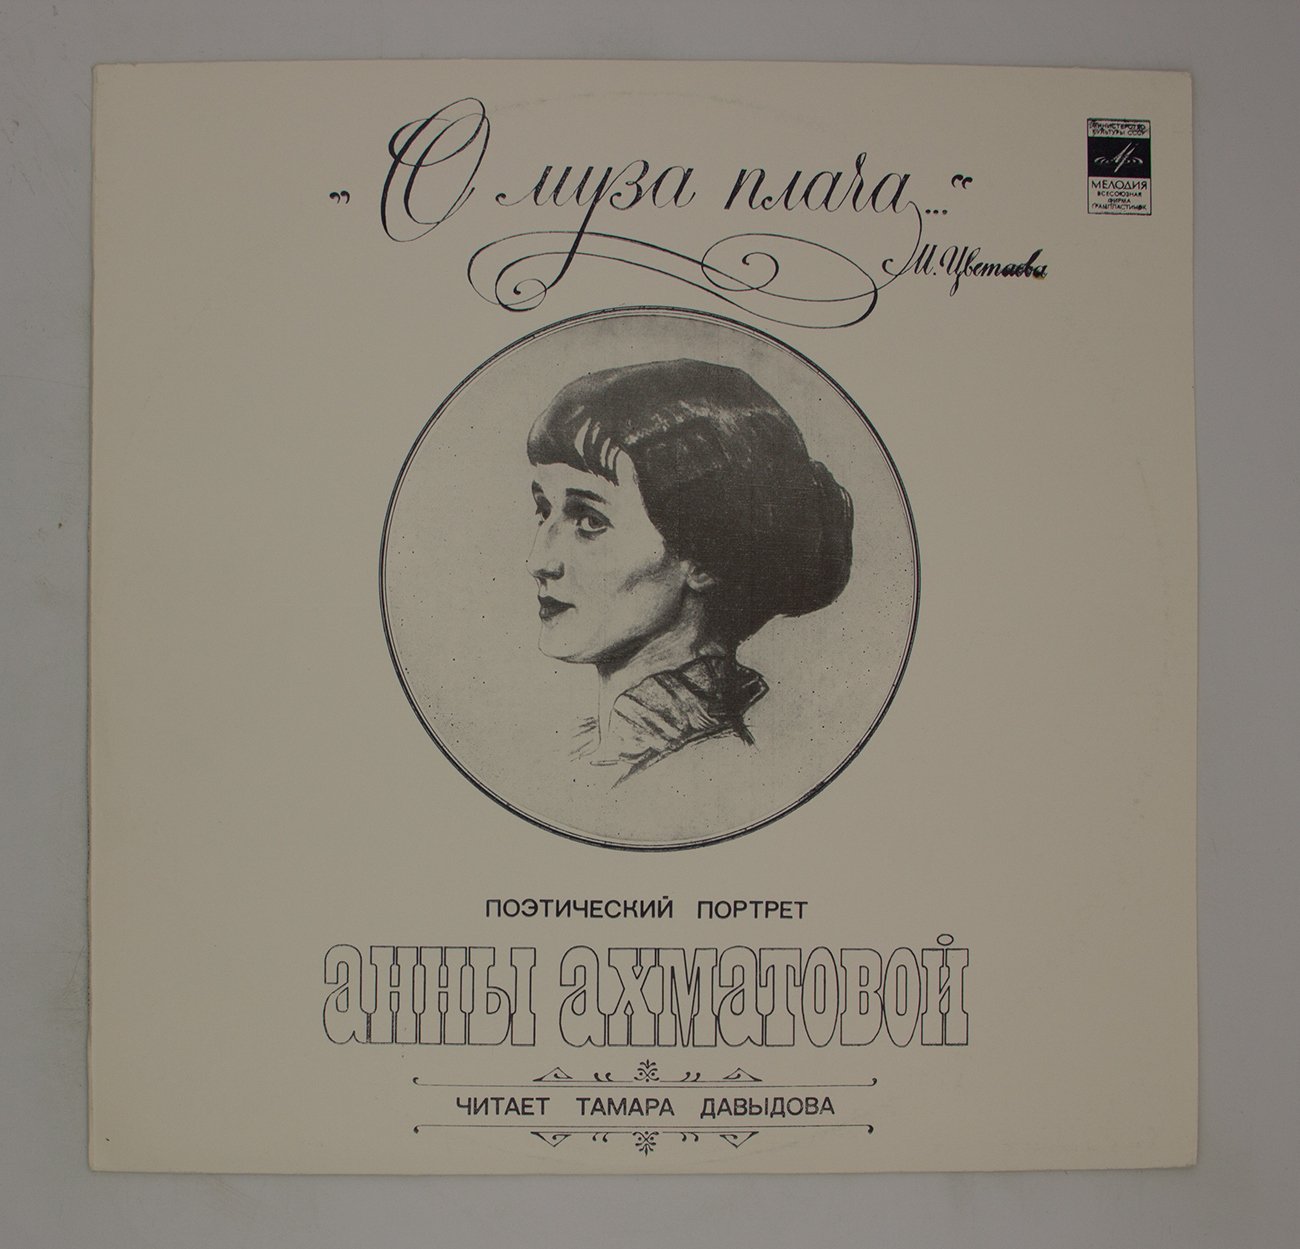 „О муза плача...“
М. Цветаева
МИНИСТЕРСТВО
КУЛЬТУРЫ СССР
МЕЛОДИЯ
ВСЕСОЮЗНАЯ
ФИРМА
ГРАМПЛАСТИНОК
ПОЭТИЧЕСКИЙ ПОРТРЕТ
АННЫ АХМАТОВОЙ
ЧИТАЕТ ТАМАРА ДАВЫДОВА